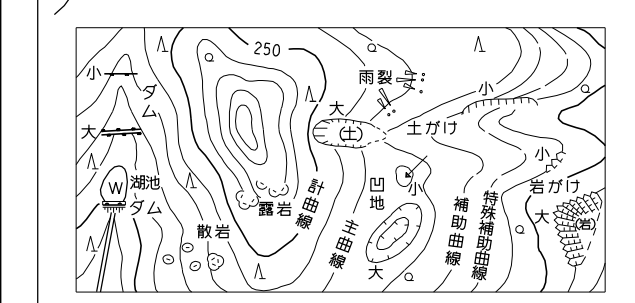 250
小
ダム
大
湖池
W
ダム
散岩
露岩
計曲線
大
(土)
土がけ
雨裂
小
主曲線
凹地
小
大
補助曲線
特殊補助曲線
小
岩がけ
大
(岩)